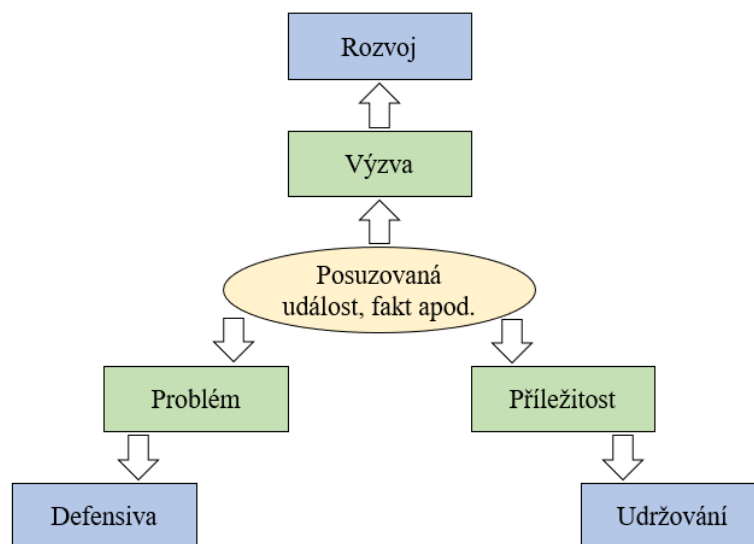 Rozvoj
Výzva
Posuzovaná
událost, fakt apod.
Problém
Příležitost
Defensiva
Udržování